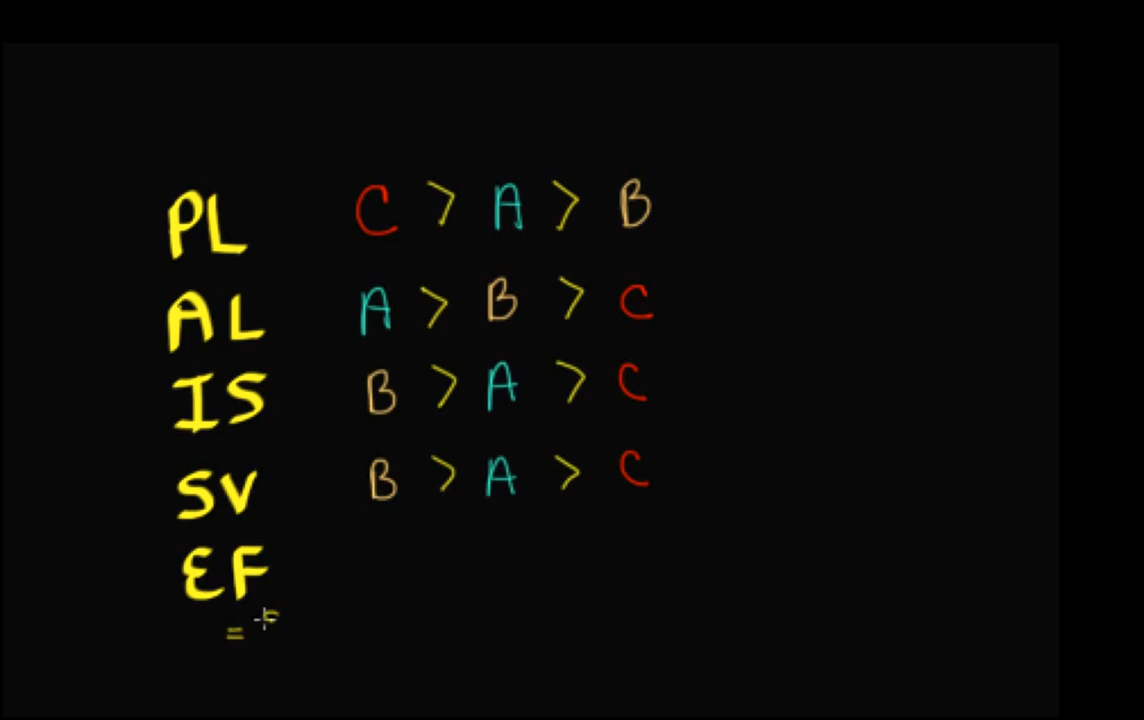 PL C > A > B
AL A > B > C
IS B > A > C
SV B > A > C
EF
=